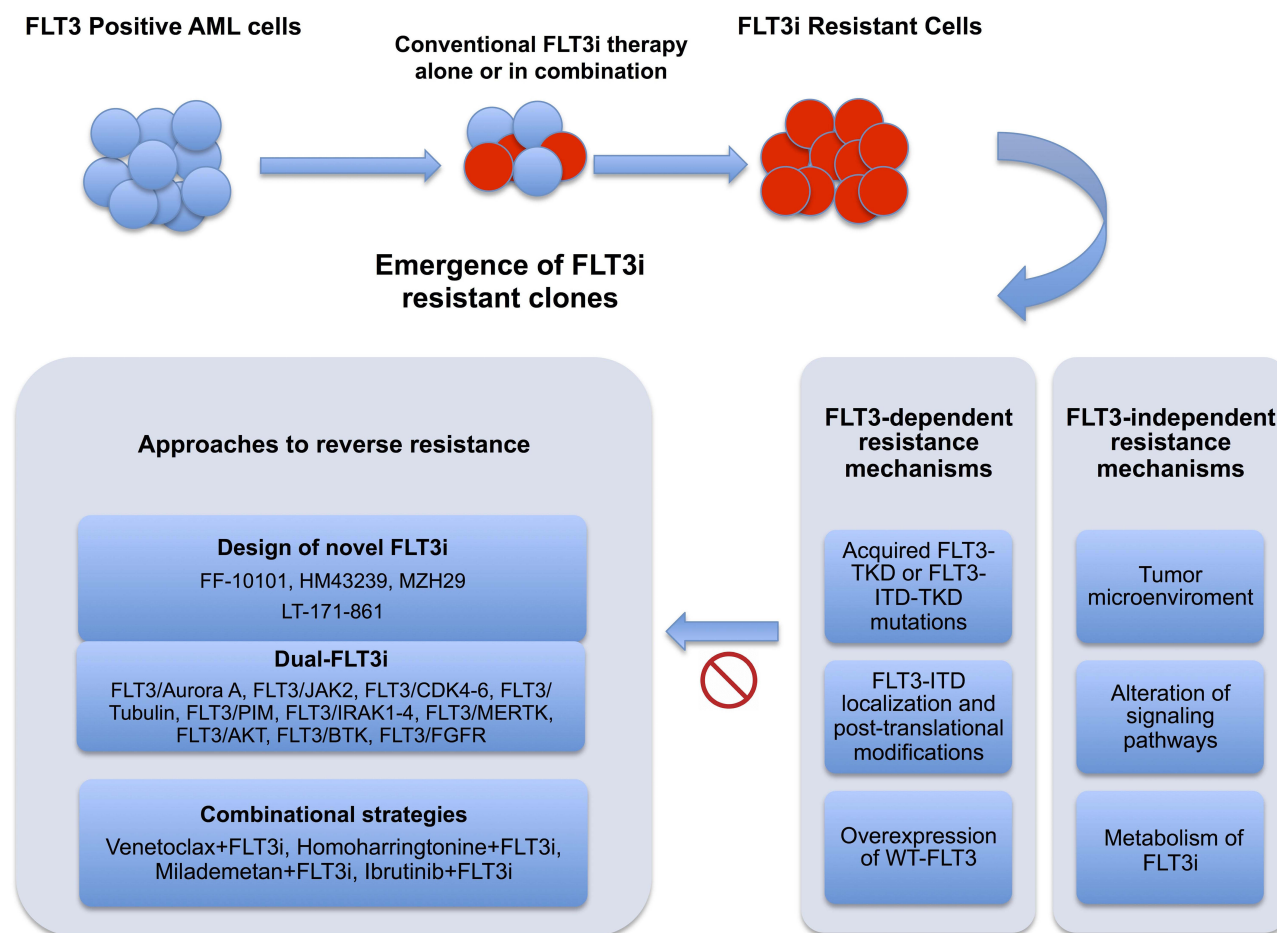 FLT3 Positive AML cells
Conventional FLT3i therapy
alone or in combination
FLT3i Resistant Cells
Emergence of FLT3i
resistant clones
Approaches to reverse resistance
Design of novel FLT3i
FF-10101, HM43239, MZH29
LT-171-861
Dual-FLT3i
FLT3/Aurora A, FLT3/JAK2, FLT3/CDK4-6, FLT3/
Tubulin, FLT3/PIM, FLT3/IRAK1-4, FLT3/MERTK,
FLT3/AKT, FLT3/BTK, FLT3/FGFR
Combinational strategies
Venetoclax+FLT3i, Homoharringtonine+FLT3i,
Milademetan+FLT3i, Ibrutinib+FLT3i
FLT3-dependent
resistance
mechanisms
Acquired FLT3-
TKD or FLT3-
ITD-TKD
mutations
FLT3-ITD
localization and
post-translational
modifications
Overexpression
of WT-FLT3
FLT3-independent
resistance
mechanisms
Tumor
microenviroment
Alteration of
signaling
pathways
Metabolism of
FLT3i